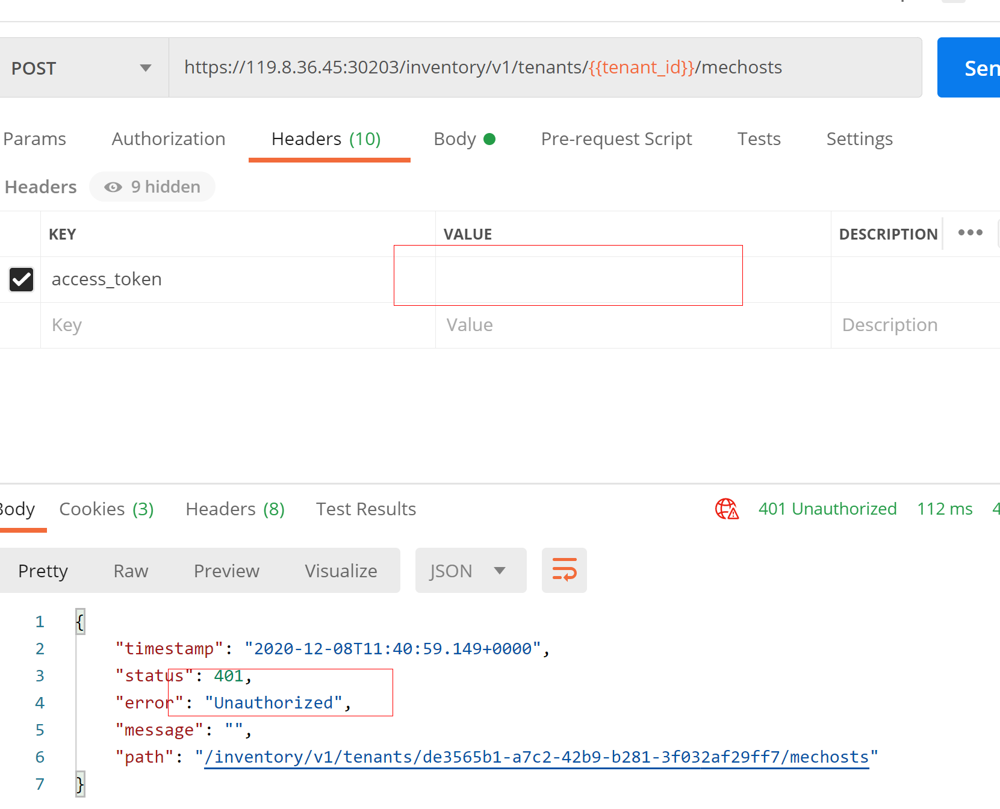 POST https://119.8.36.45:30203/inventory/v1/tenants/{{tenant_id}}/mechosts
Params Authorization Headers (10) Body Pre-request Script Tests Settings
Headers 9 hidden
KEY VALUE DESCRIPTION
access_token
Key Value Description
Body Cookies (3) Headers (8) Test Results 401 Unauthorized 112 ms
Pretty Raw Preview Visualize JSON
1 {
2 "timestamp": "2020-12-08T11:40:59.149+0000",
3 "status": 401,
4 "error": "Unauthorized",
5 "message": "",
6 "path": "/inventory/v1/tenants/de3565b1-a7c2-42b9-b281-3f032af29ff7/mechosts"
7 }